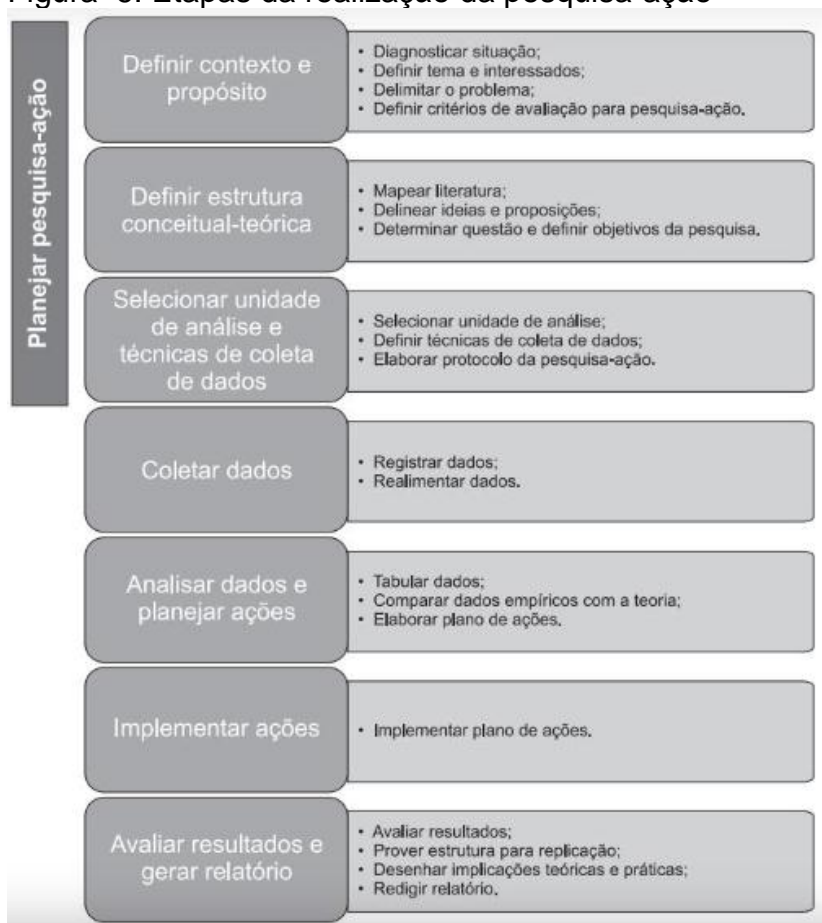 Figura 3: Etapas da realização da pesquisa-ação
Planejar pesquisa-ação
Definir contexto e
propósito
• Diagnosticar situação;
• Definir tema e interessados;
• Delimitar o problema;
• Definir critérios de avaliação para pesquisa-ação.
Definir estrutura
conceitual-teórica
• Mapear literatura;
• Delinear ideias e proposições;
• Determinar questão e definir objetivos da pesquisa.
Selecionar unidade
de análise e
técnicas de coleta
de dados
• Selecionar unidade de análise;
• Definir técnicas de coleta de dados;
• Elaborar protocolo da pesquisa-ação.
Coletar dados
• Registrar dados;
• Realimentar dados.
Analisar dados e
planejar ações
• Tabular dados;
• Comparar dados empíricos com a teoria;
• Elaborar plano de ações.
Implementar ações
• Implementar plano de ações.
Avaliar resultados e
gerar relatório
• Avaliar resultados;
• Prover estrutura para replicação;
• Desenhar implicações teóricas e práticas;
• Redigir relatório.